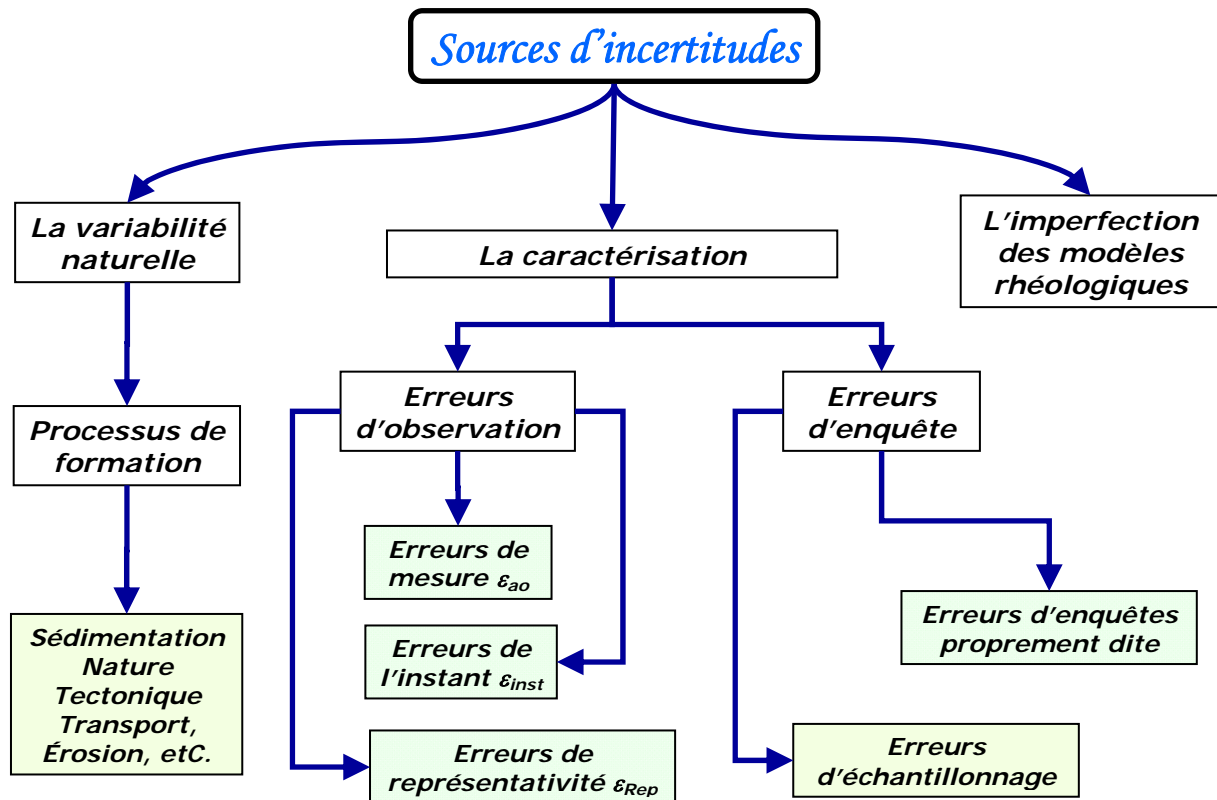 Sources d'incertitudes
La variabilité
naturelle
La caractérisation
L'imperfection
des modèles
rhéologiques
Processus de
formation
Erreurs
d'observation
Erreurs
d'enquête
Erreurs de
mesure εao
Erreurs de
l'instant εinst
Erreurs de
représentativité εRep
Erreurs d'enquêtes
proprement dite
Erreurs
d'échantillonnage
Sédimentation
Nature
Tectonique
Transport,
Érosion, etC.